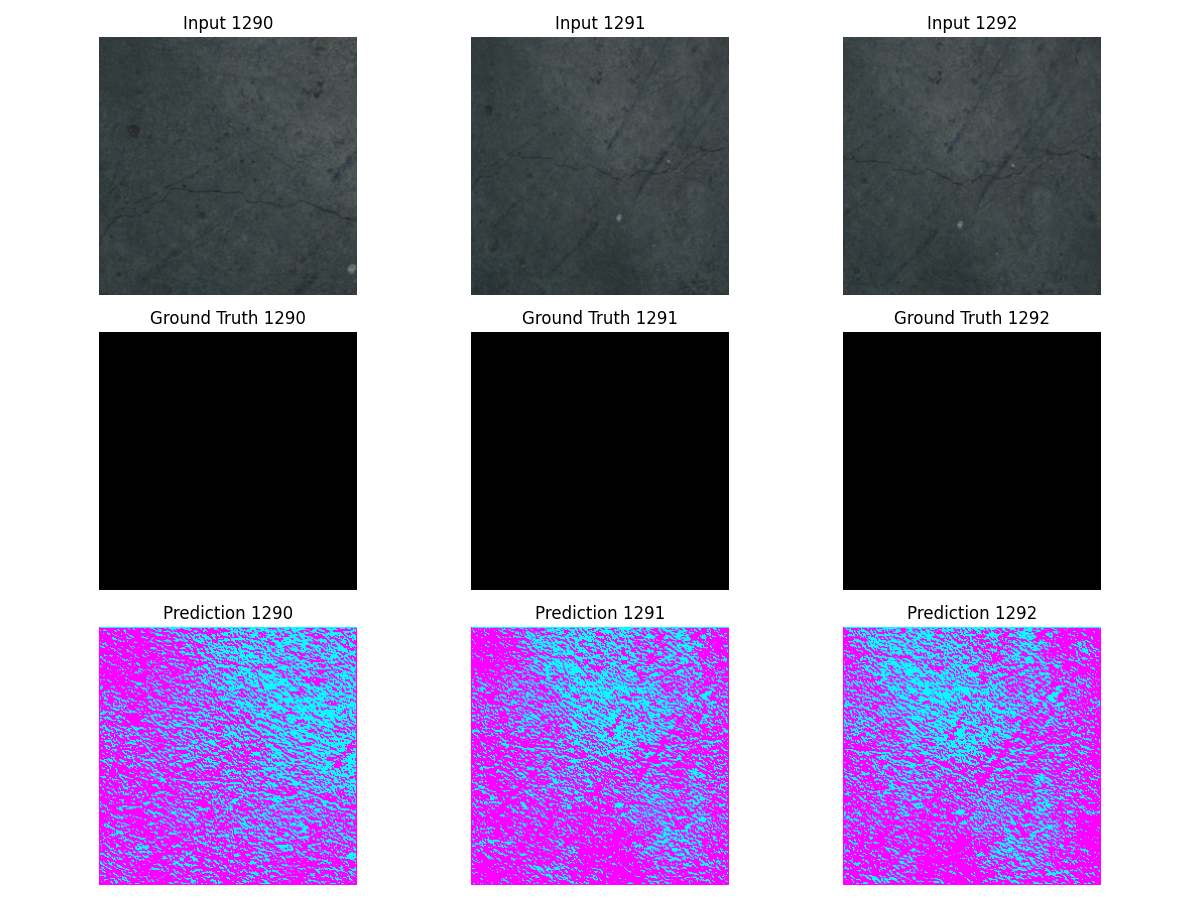 Input 1290
Input 1291
Input 1292
Ground Truth 1290
Ground Truth 1291
Ground Truth 1292
Prediction 1290
Prediction 1291
Prediction 1292